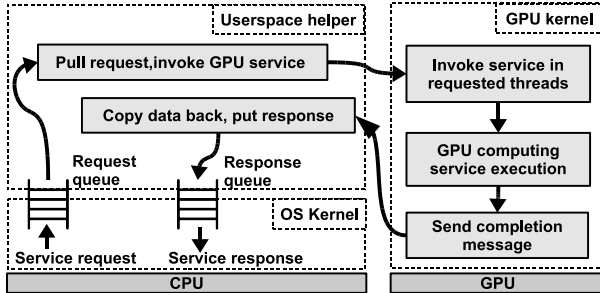 Userspace helper
GPU kernel
Pull request,invoke GPU service
Invoke service in
requested threads
Copy data back, put response
GPU computing
service execution
Request
queue
Response
queue
OS Kernel
Send completion
message
Service request
Service response
CPU
GPU